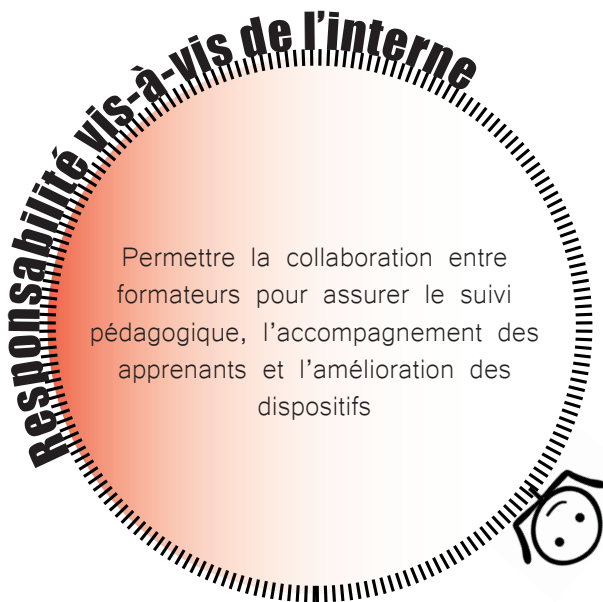 Responsabilité vis-à-vis de l'interne
Permettre la collaboration entre
formateurs pour assurer le suivi
pédagogique, l'accompagnement des
apprenants et l'amélioration des
dispositifs